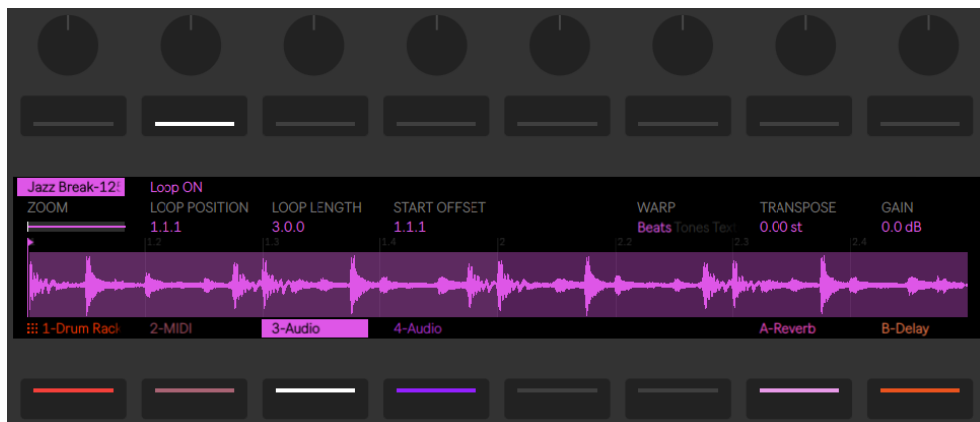 Jazz Break-12 Loop ON
ZOOM LOOP POSITION LOOP LENGTH START OFFSET WARP TRANSPOSE GAIN
1.1.1 3.0.0 1.1.1 Beats Tones Tex 0.00 st 0.0 dB
1.2 1.3 1.4 2 2.2 2.3 2.4
1-Drum Rack 2-MIDI 3-Audio 4-Audio A-Reverb B-Delay